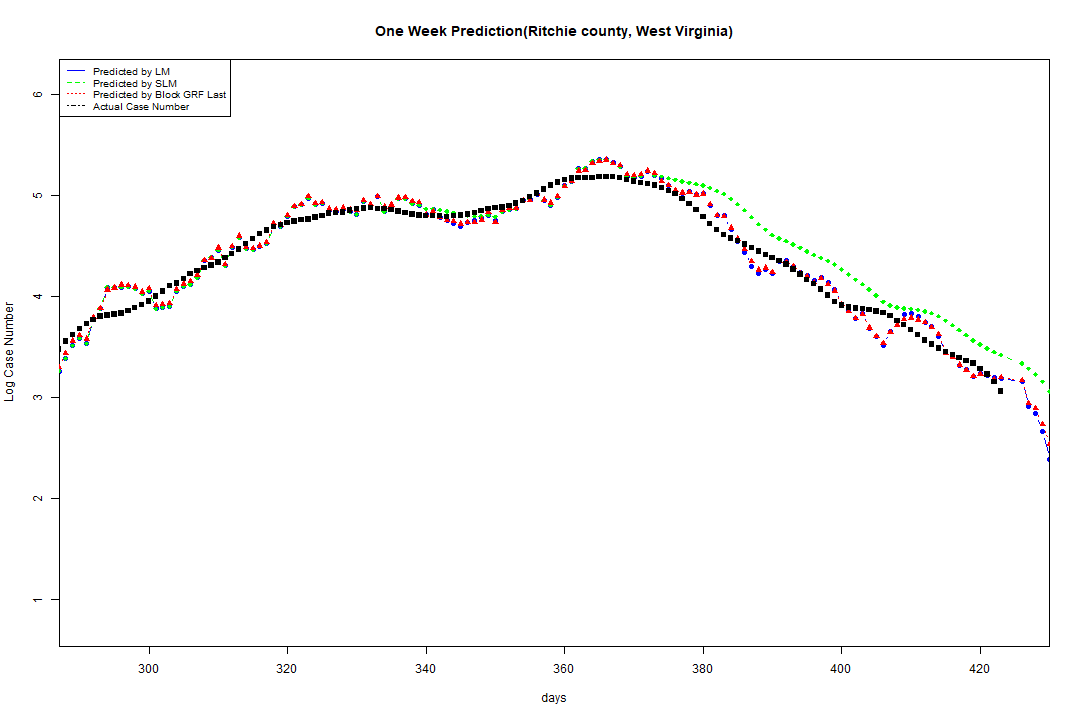 One Week Prediction(Ritchie county, West Virginia)
Predicted by LM
Predicted by SLM
Predicted by Block GRF Last
Actual Case Number
6
5
4
3
2
1
Log Case Number
300 320 340 360 380 400 420
days